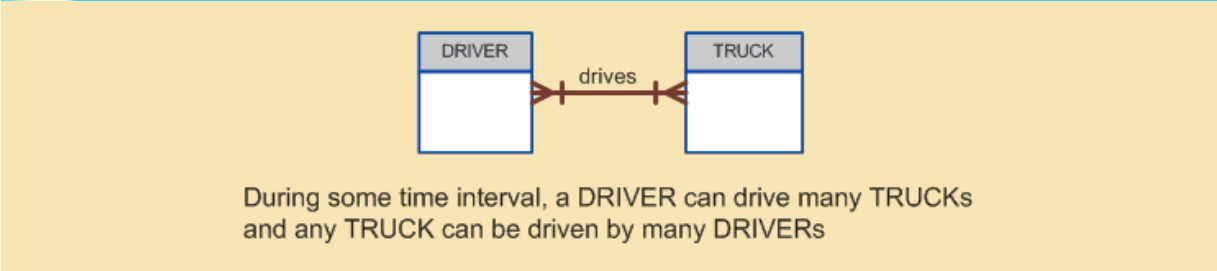 DRIVER
TRUCK
drives
During some time interval, a DRIVER can drive many TRUCKs
and any TRUCK can be driven by many DRIVERs